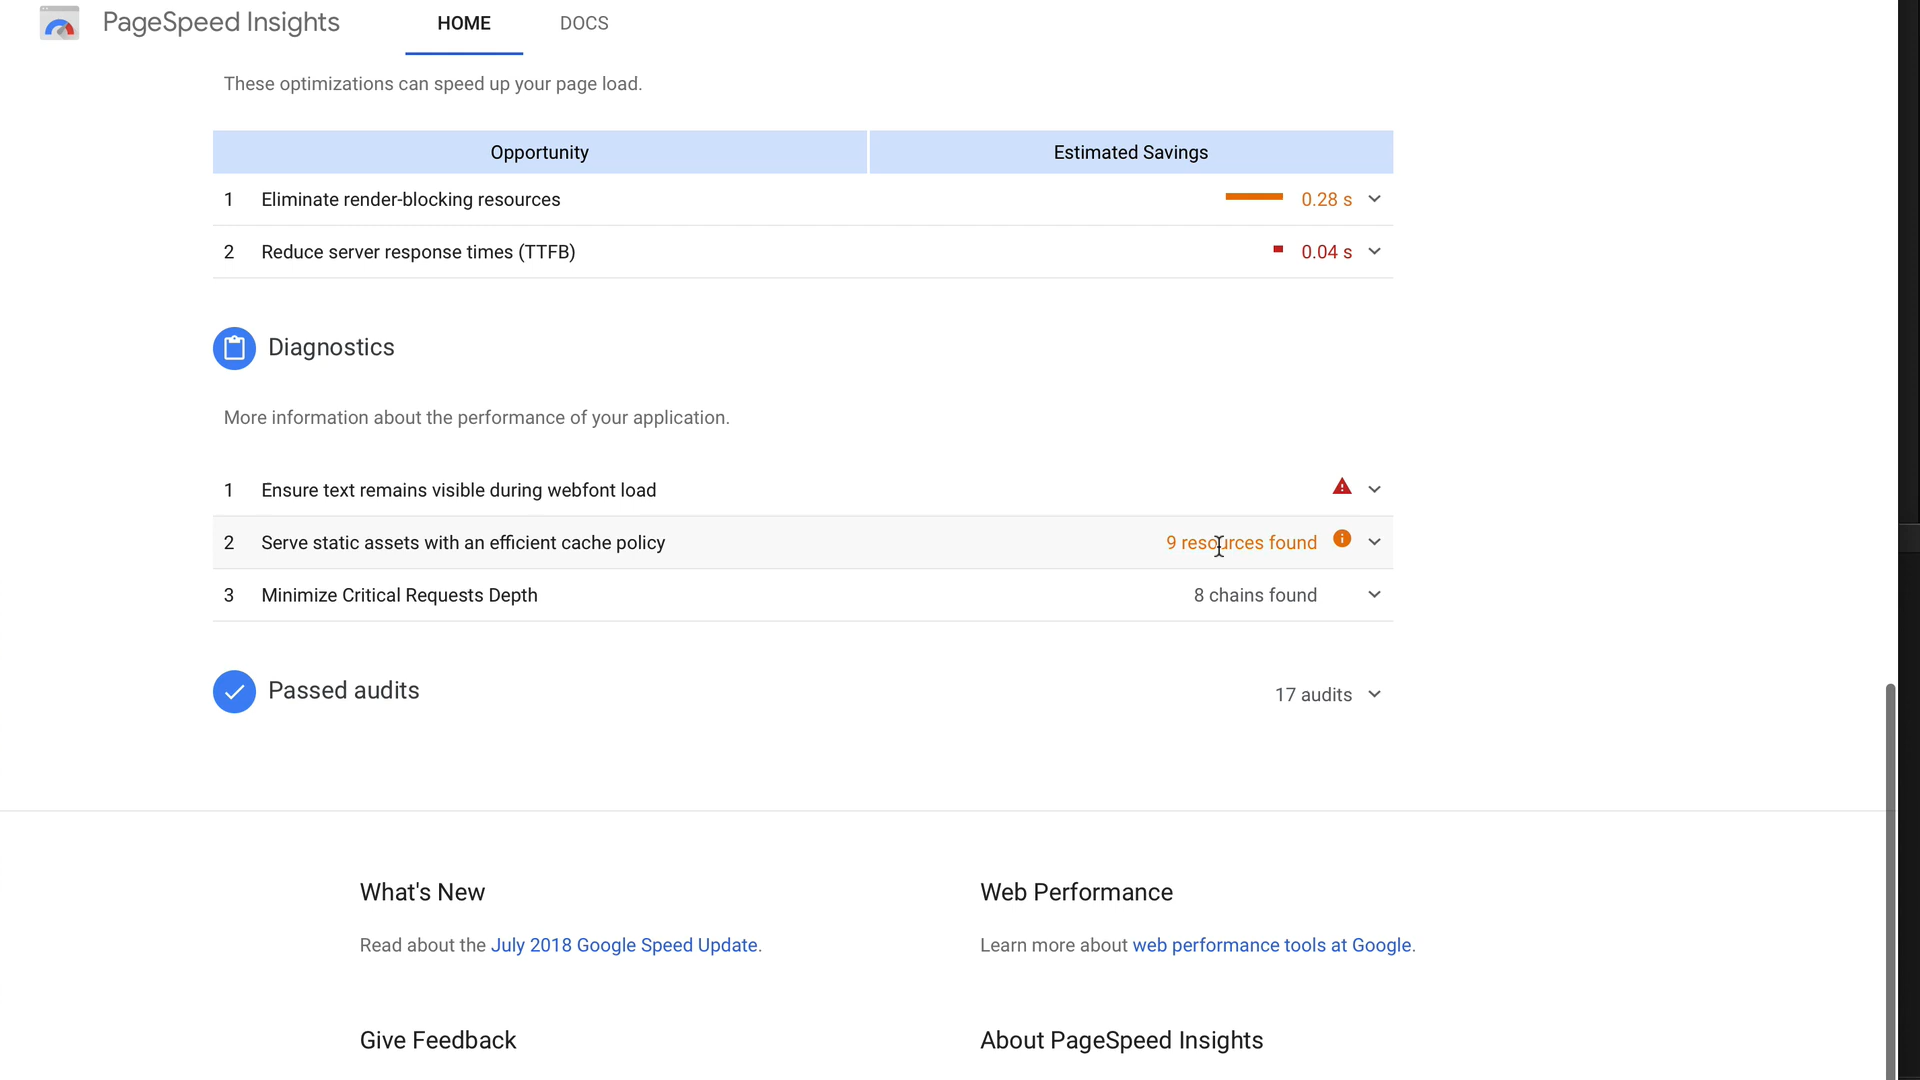 PageSpeed Insights HOME DOCS
These optimizations can speed up your page load.
Opportunity Estimated Savings
1 Eliminate render-blocking resources 0.28 s
2 Reduce server response times (TTFB) 0.04 s
Diagnostics
More information about the performance of your application.
1 Ensure text remains visible during webfont load
2 Serve static assets with an efficient cache policy 9 resources found
3 Minimize Critical Requests Depth 8 chains found
Passed audits 17 audits
What's New Web Performance
Read about the July 2018 Google Speed Update. Learn more about web performance tools at Google.
Give Feedback About PageSpeed Insights